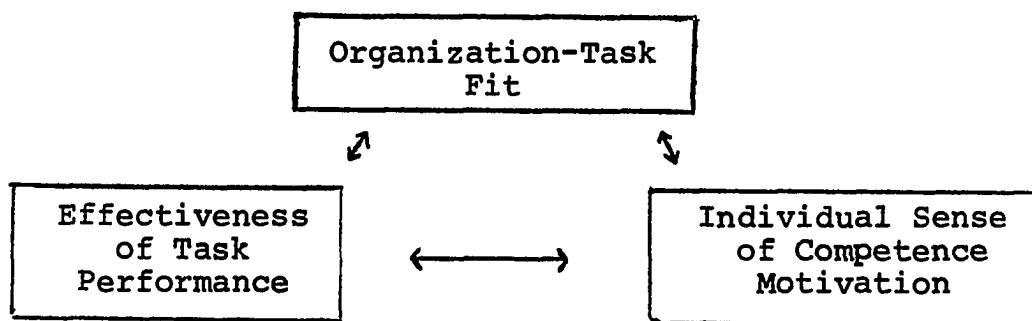 Organization-Task
Fit
Effectiveness
of Task
Performance
Individual Sense
of Competence
Motivation